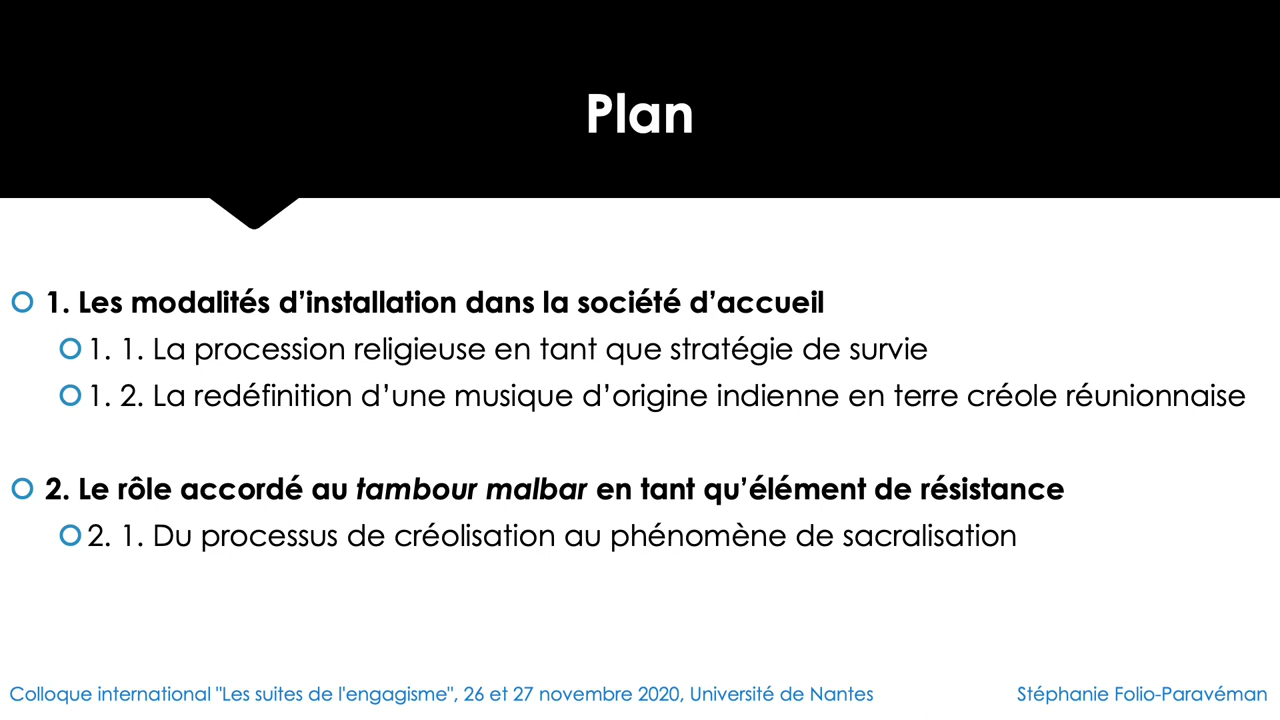 Plan
1. Les modalités d’installation dans la société d’accueil
1. 1. La procession religieuse en tant que stratégie de survie
1. 2. La redéfinition d’une musique d’origine indienne en terre créole réunionnaise
2. Le rôle accordé au tambour malbar en tant qu’élément de résistance
2. 1. Du processus de créolisation au phénomène de sacralisation
Colloque international "Les suites de l'engagisme", 26 et 27 novembre 2020, Université de Nantes
Stéphanie Folio-Paravéman